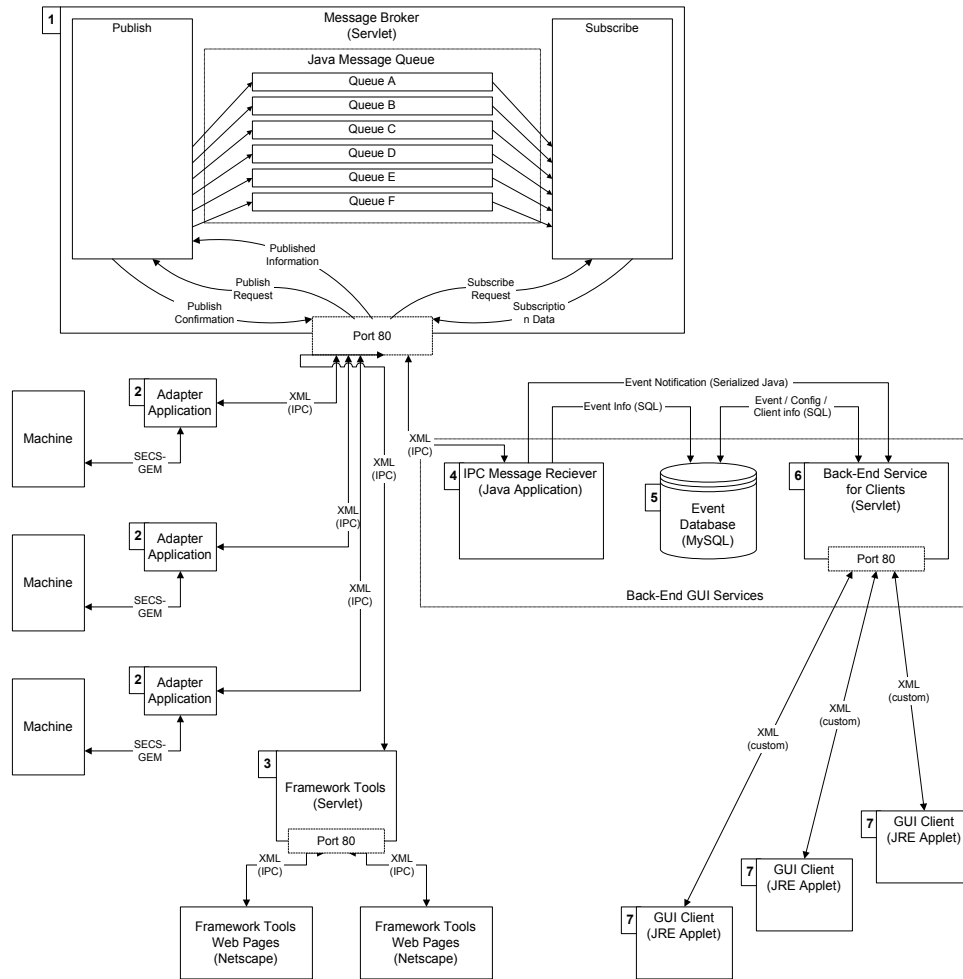 1
Message Broker
(Servlet)
Publish
Subscribe
Java Message Queue
Queue A
Queue B
Queue C
Queue D
Queue E
Queue F
Published
Information
Publish
Request
Publish
Confirmation
Subscribe
Request
Subscriptio
n Data
Port 80
2
Adapter
Application
Machine
SECS-
GEM
XML
(IPC)
XML
(IPC)
XML
(IPC)
Event Notification (Serialized Java)
Event Info (SQL)
Event / Config /
Client info (SQL)
4
IPC Message Reciever
(Java Application)
5
Event
Database
(MySQL)
6
Back-End Service
for Clients
(Servlet)
Port 80
Back-End GUI Services
2
Adapter
Application
Machine
SECS-
GEM
XML
(IPC)
XML
(IPC)
2
Adapter
Application
Machine
SECS-
GEM
XML
(custom)
XML
(custom)
XML
(custom)
3
Framework Tools
(Servlet)
Port 80
XML
(IPC)
XML
(IPC)
Framework Tools
Web Pages
(Netscape)
Framework Tools
Web Pages
(Netscape)
7
GUI Client
(JRE Applet)
7
GUI Client
(JRE Applet)
7
GUI Client
(JRE Applet)